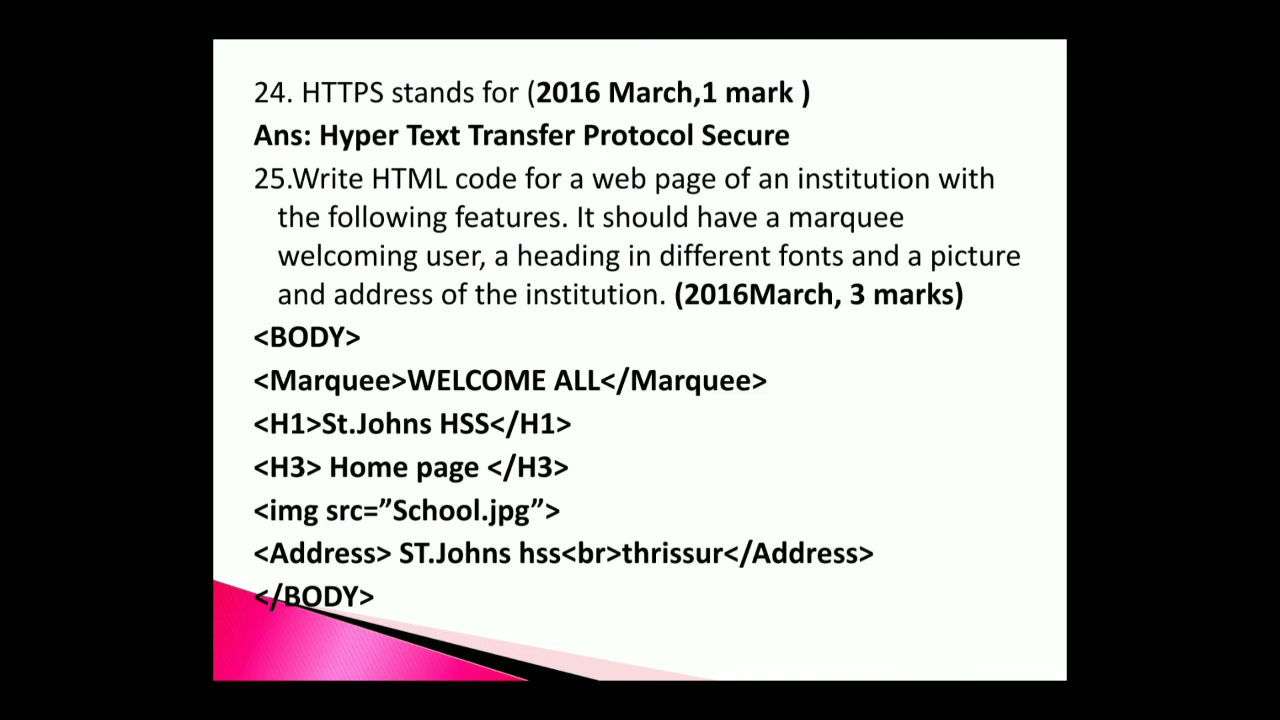 24. HTTPS stands for (2016 March,1 mark )
Ans: Hyper Text Transfer Protocol Secure
25.Write HTML code for a web page of an institution with
the following features. It should have a marquee
welcoming user, a heading in different fonts and a picture
and address of the institution. (2016March, 3 marks)
<BODY>
<Marquee>WELCOME ALL</Marquee>
<H1>St.Johns HSS</H1>
<H3> Home page </H3>
<img src=”School.jpg”>
<Address> ST.Johns hss<br>thrissur</Address>
</BODY>